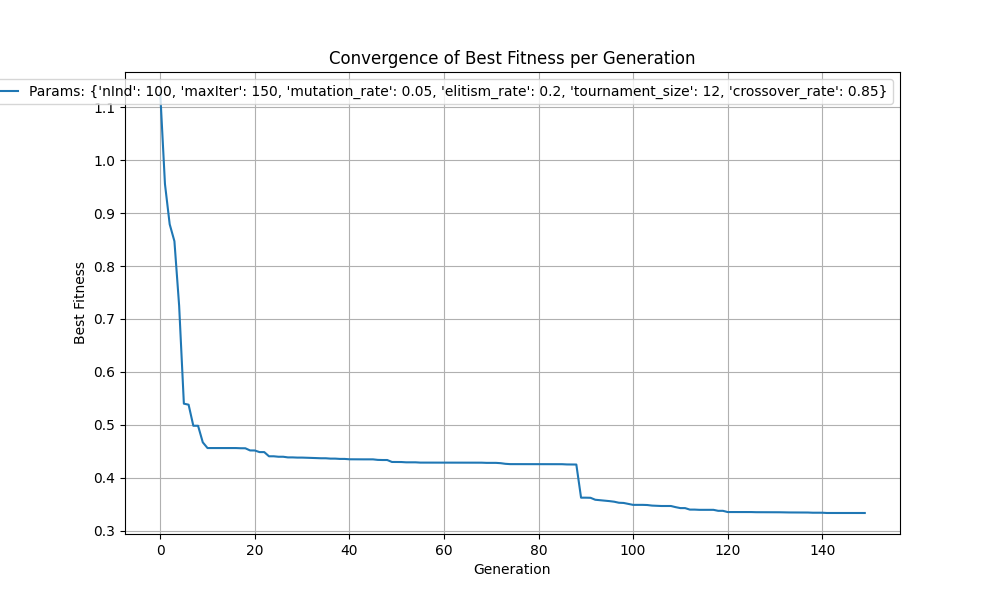 Convergence of Best Fitness per Generation
Params: {'nInd': 100, 'maxIter': 150, 'mutation_rate': 0.05, 'elitism_rate': 0.2, 'tournament_size': 12, 'crossover_rate': 0.85}
1.1
1.0
0.9
0.8
0.7
0.6
0.5
0.4
0.3
Best Fitness
0 20 40 60 80 100 120 140
Generation